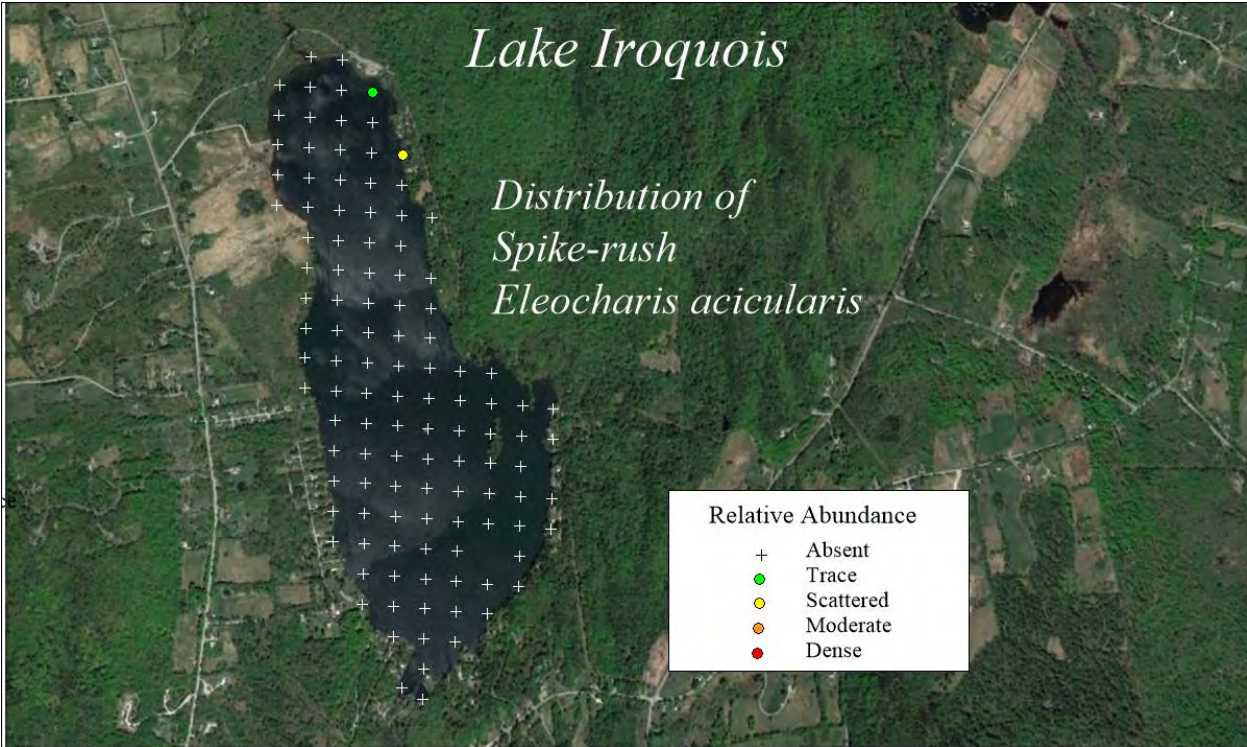 Lake Iroquois
Distribution of
Spike-rush
Eleocharis acicularis
Relative Abundance
Absent
Trace
Scattered
Moderate
Dense